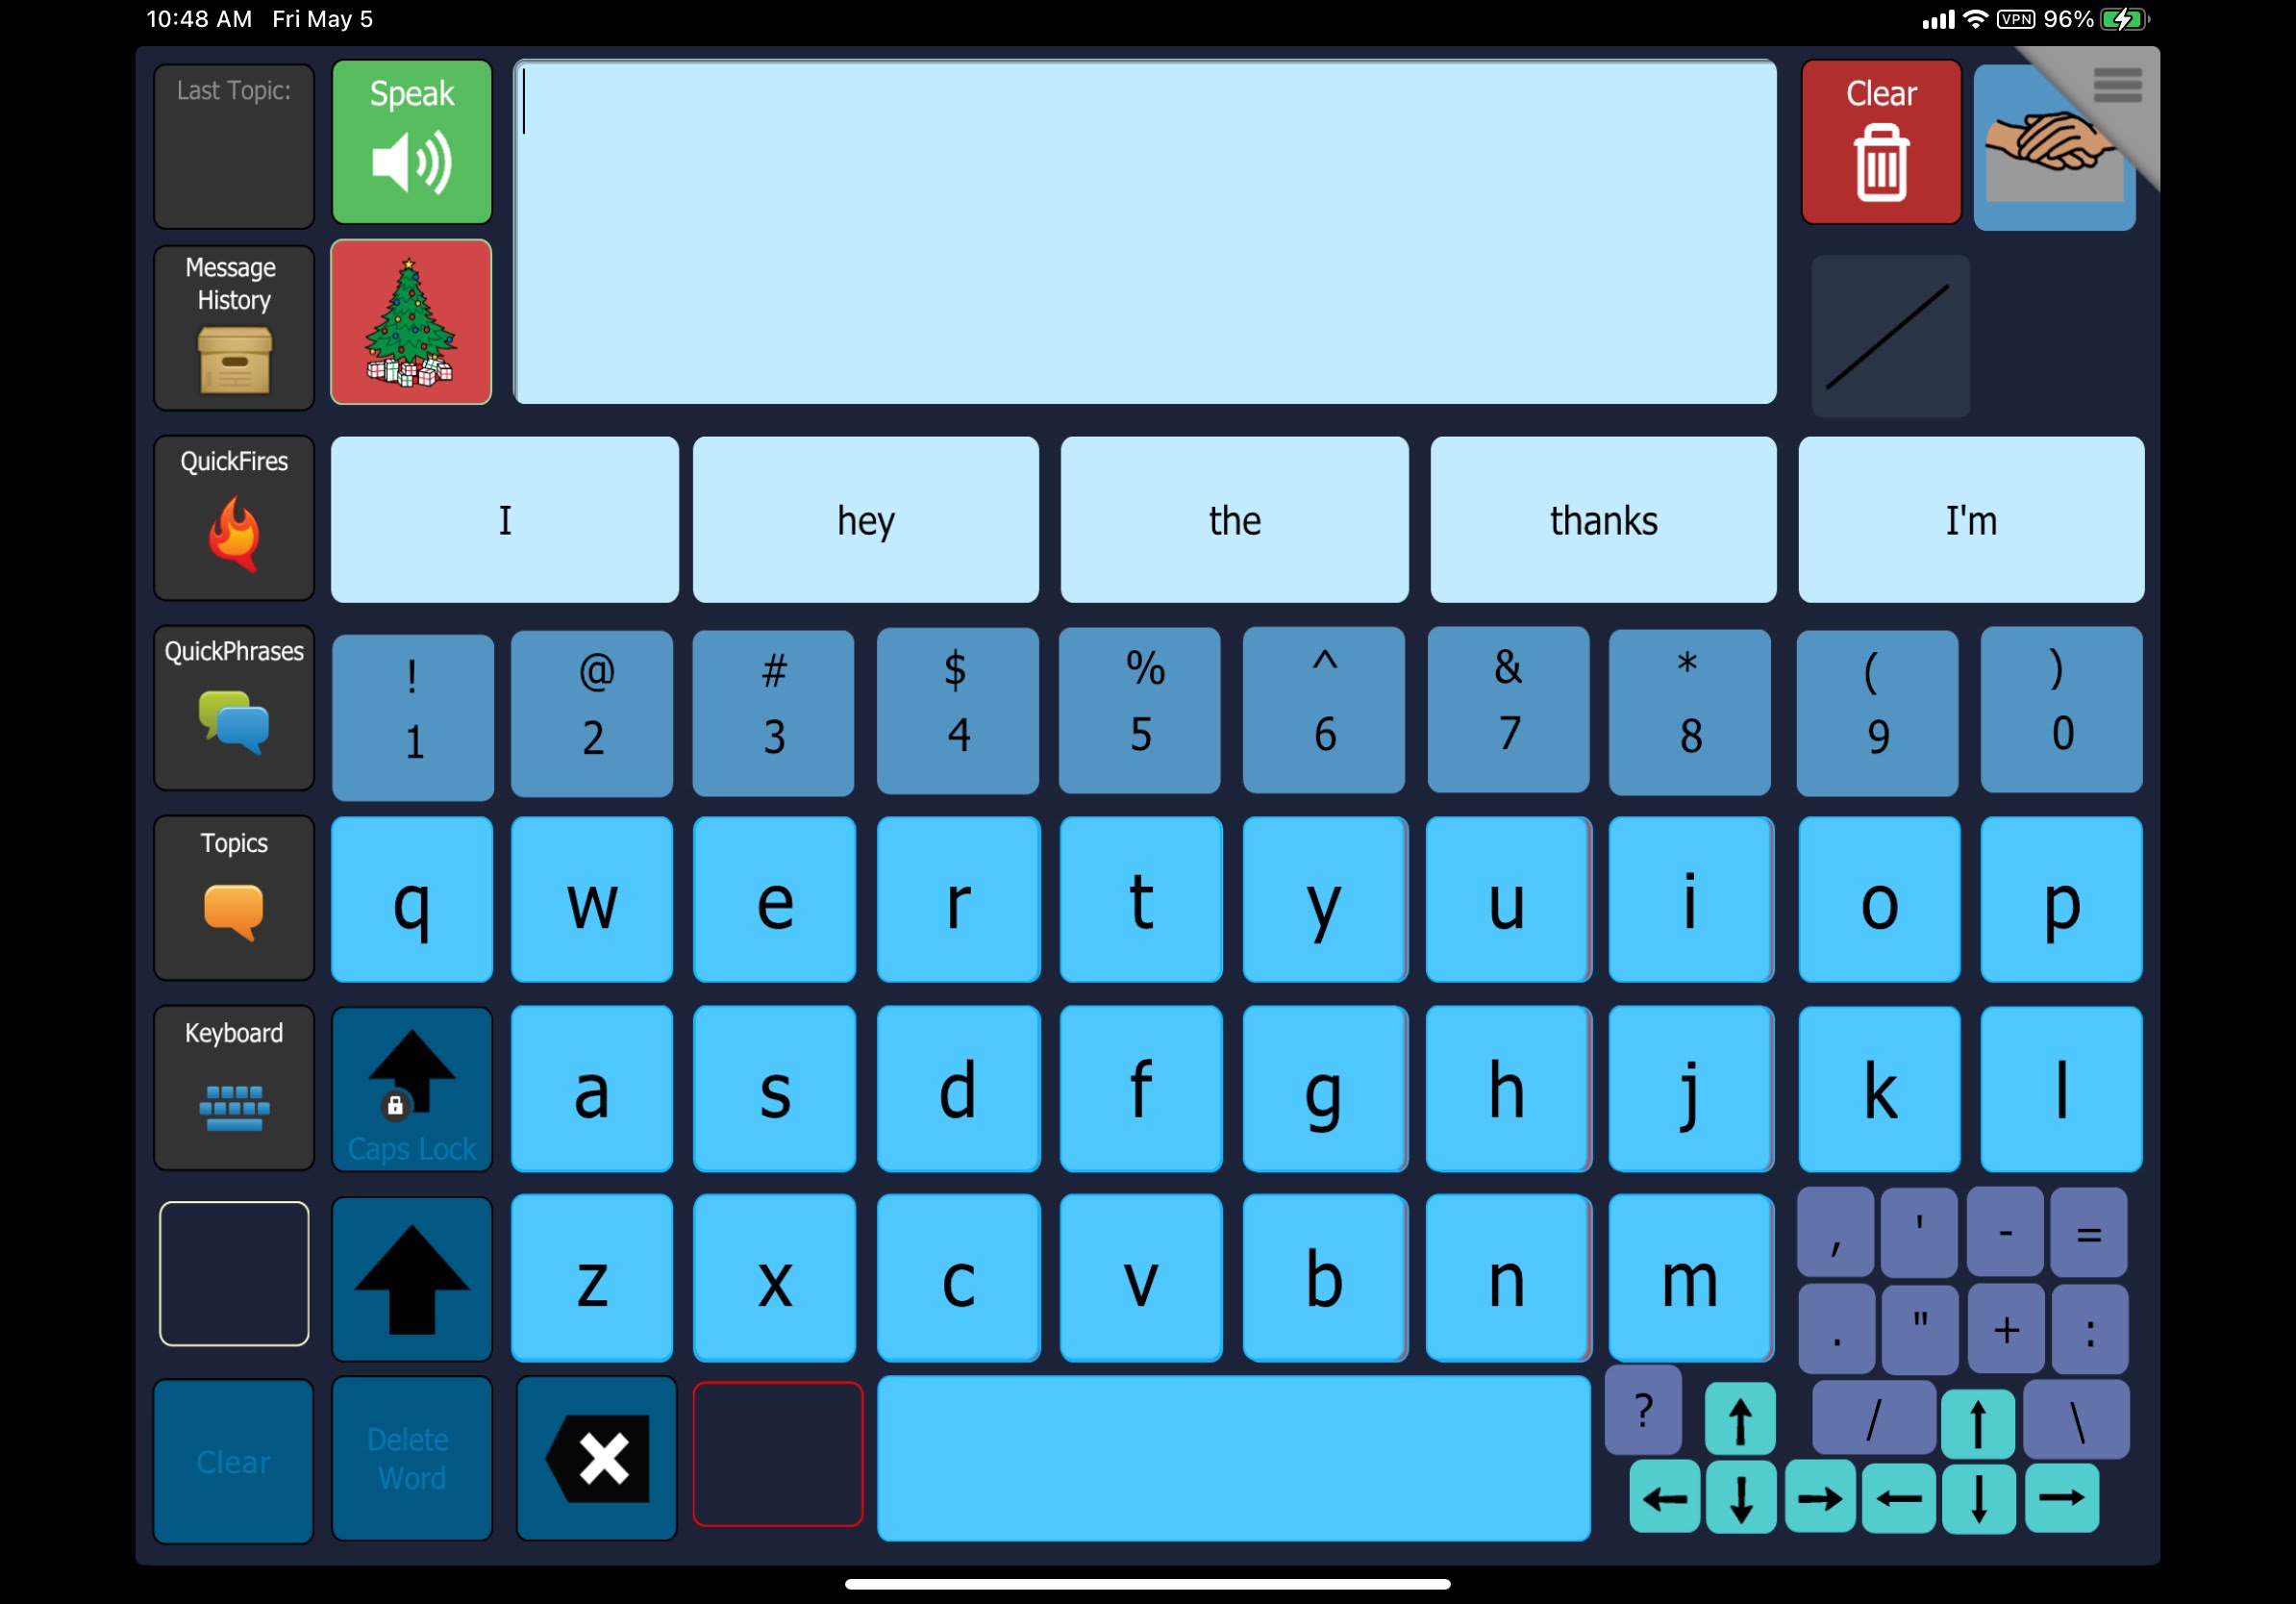 10:48 AM Fri May 5
VPN 96%
Last Topic:
Speak
Clear
Message
History
QuickFires
I
hey
the
thanks
I'm
QuickPhrases
! @ # $ % ^ & * ( )
1 2 3 4 5 6 7 8 9 0
Topics
q w e r t y u i o p
Keyboard
Caps Lock
a s d f g h j k l
z x c v b n m
, ' - =
. " + :
Clear
Delete
Word
? / \